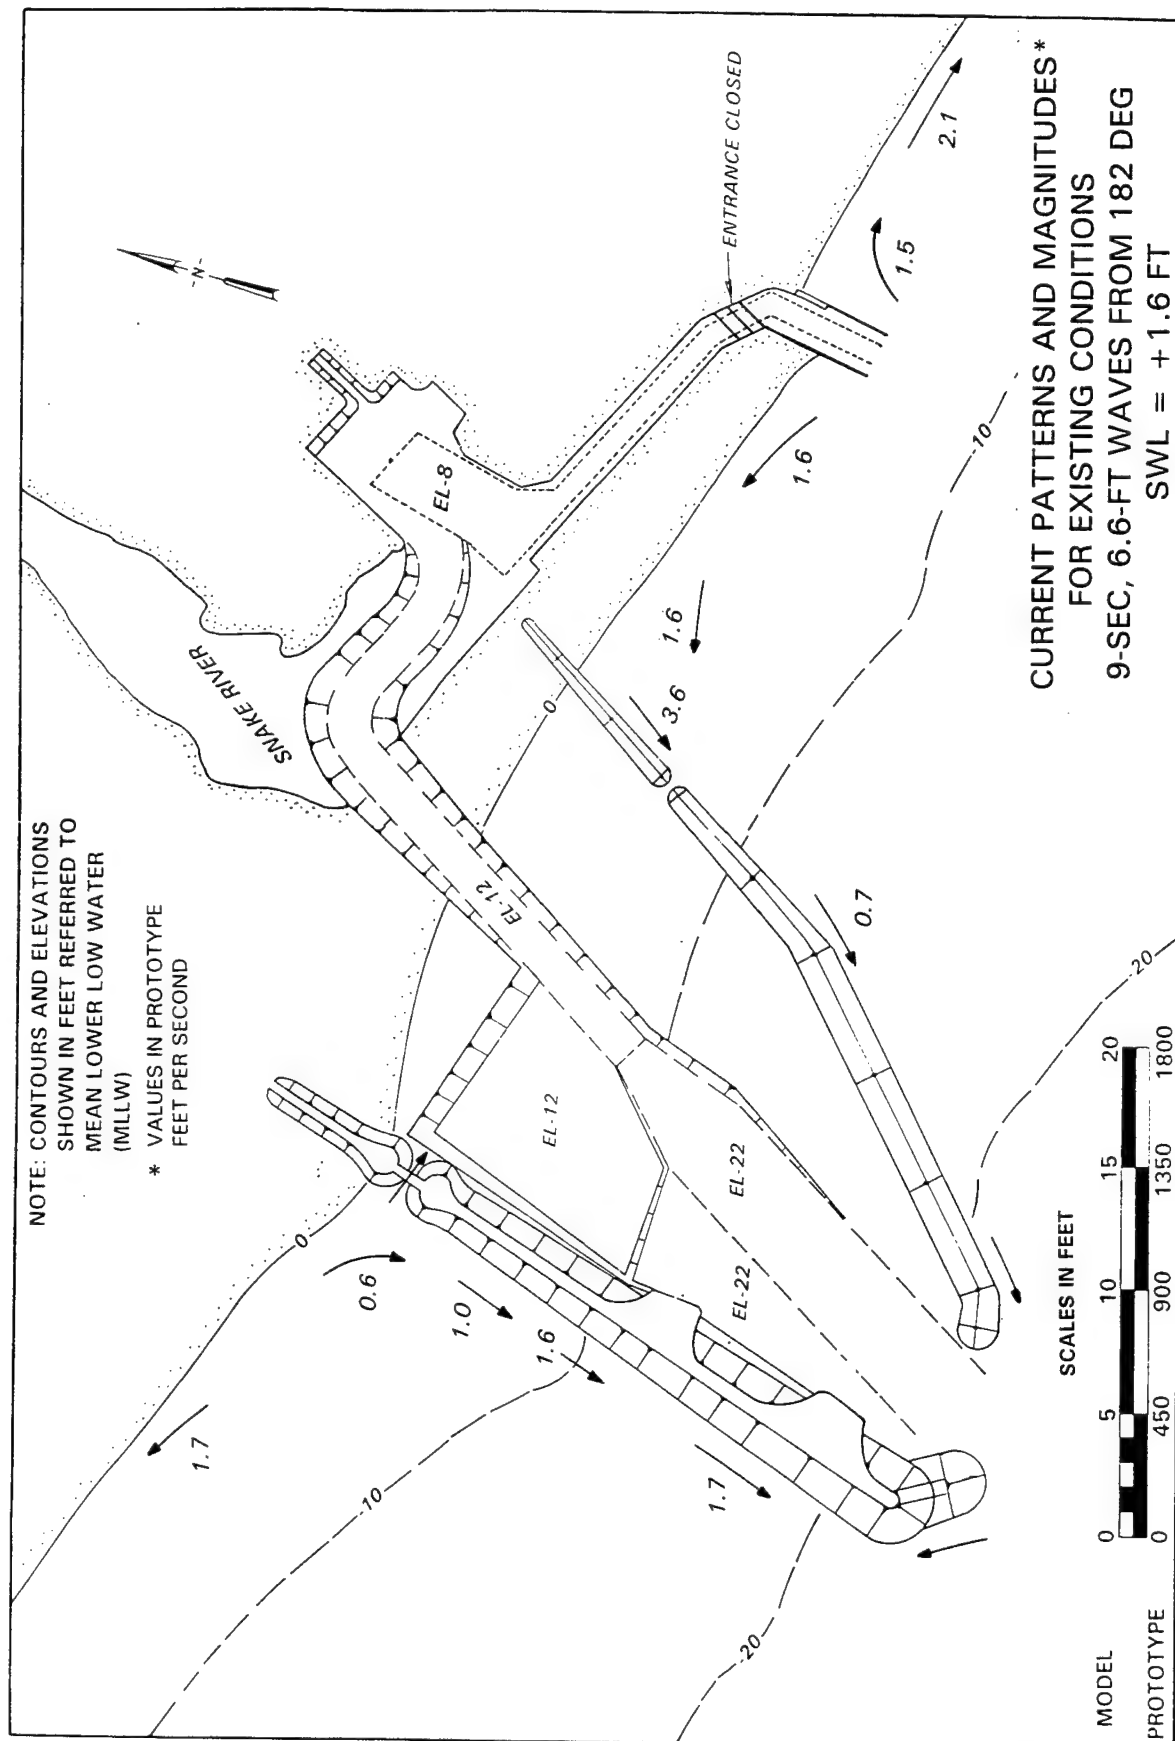 NOTE: CONTOURS AND ELEVATIONS
SHOWN IN FEET REFERRED TO
MEAN LOWER LOW WATER
(MLLW)
* VALUES IN PROTOTYPE
FEET PER SECOND
-N-
SNAKE RIVER
EL-8
ENTRANCE CLOSED
EL-12
EL-12
EL-22
EL-22
0
0
-10
-10
-20
-20
1.7
0.6
1.0
1.6
1.7
0.7
3.6
1.6
1.6
1.5
2.1
SCALES IN FEET
MODEL 0 5 10 15 20
PROTOTYPE 0 450 900 1350 1800
CURRENT PATTERNS AND MAGNITUDES*
FOR EXISTING CONDITIONS
9-SEC, 6.6-FT WAVES FROM 182 DEG
SWL = +1.6 FT